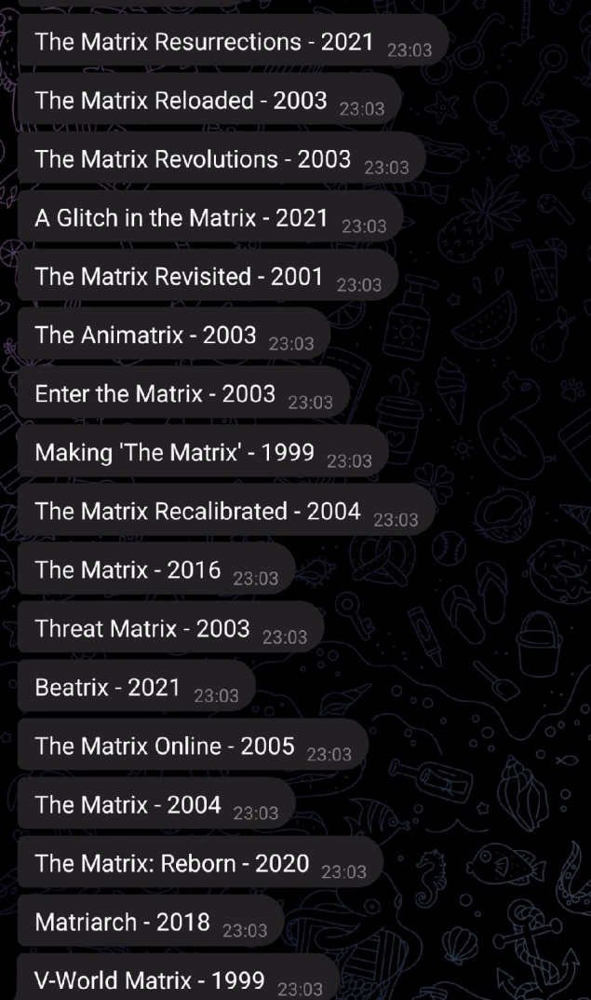 The Matrix Resurrections - 2021 23:03
The Matrix Reloaded - 2003 23:03
The Matrix Revolutions - 2003 23:03
A Glitch in the Matrix - 2021 23:03
The Matrix Revisited - 2001 23:03
The Animatrix - 2003 23:03
Enter the Matrix - 2003 23:03
Making 'The Matrix' - 1999 23:03
The Matrix Recalibrated - 2004 23:03
The Matrix - 2016 23:03
Threat Matrix - 2003 23:03
Beatrix - 2021 23:03
The Matrix Online - 2005 23:03
The Matrix - 2004 23:03
The Matrix: Reborn - 2020 23:03
Matriarch - 2018 23:03
V-World Matrix - 1999 23:03